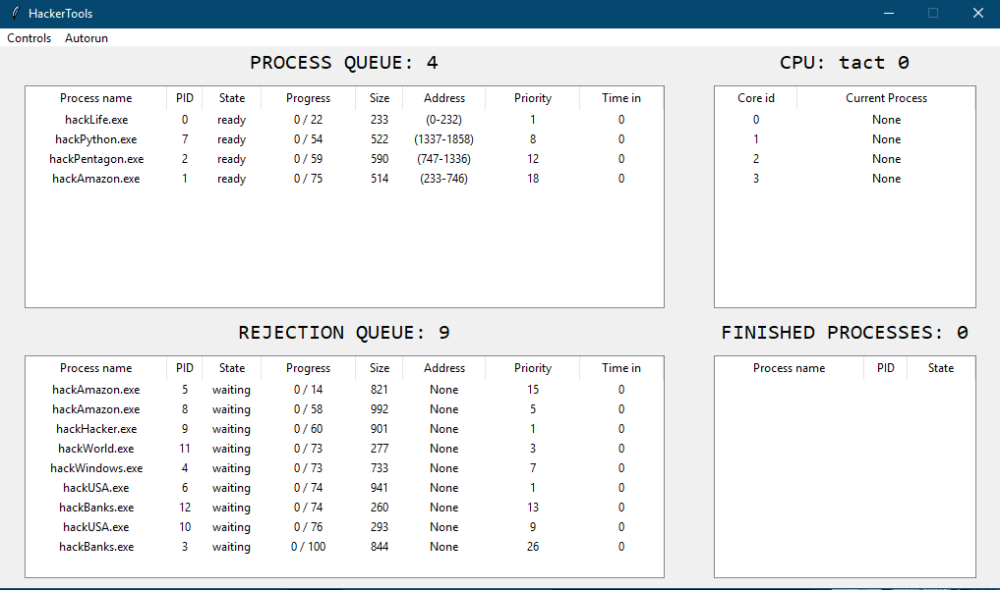 HackerTools
Controls Autorun
PROCESS QUEUE: 4
Process name PID State Progress Size Address Priority Time in
hackLife.exe 0 ready 0 / 22 233 (0-232) 1 0
hackPython.exe 7 ready 0 / 54 522 (1337-1858) 8 0
hackPentagon.exe 2 ready 0 / 59 590 (747-1336) 12 0
hackAmazon.exe 1 ready 0 / 75 514 (233-746) 18 0
CPU: tact 0
Core id Current Process
0 None
1 None
2 None
3 None
REJECTION QUEUE: 9
Process name PID State Progress Size Address Priority Time in
hackAmazon.exe 5 waiting 0 / 14 821 None 15 0
hackAmazon.exe 8 waiting 0 / 58 992 None 5 0
hackHacker.exe 9 waiting 0 / 60 901 None 1 0
hackWorld.exe 11 waiting 0 / 73 277 None 3 0
hackWindows.exe 4 waiting 0 / 73 733 None 7 0
hackUSA.exe 6 waiting 0 / 74 941 None 1 0
hackBanks.exe 12 waiting 0 / 74 260 None 13 0
hackUSA.exe 10 waiting 0 / 76 293 None 9 0
hackBanks.exe 3 waiting 0 / 100 844 None 26 0
FINISHED PROCESSES: 0
Process name PID State